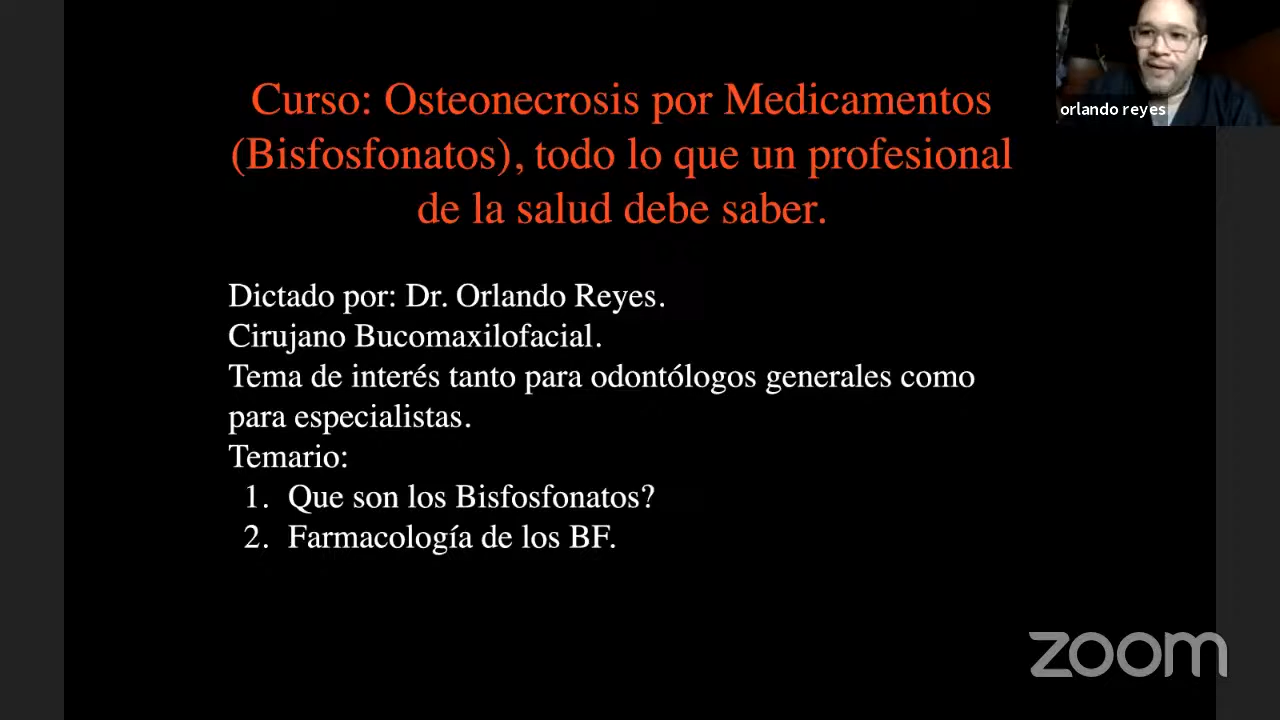 Curso: Osteonecrosis por Medicamentos
(Bisfosfonatos), todo lo que un profesional
de la salud debe saber.
orlando reyes
Dictado por: Dr. Orlando Reyes.
Cirujano Bucomaxilofacial.
Tema de interés tanto para odontólogos generales como
para especialistas.
Temario:
1. Que son los Bisfosfonatos?
2. Farmacología de los BF.
zoom